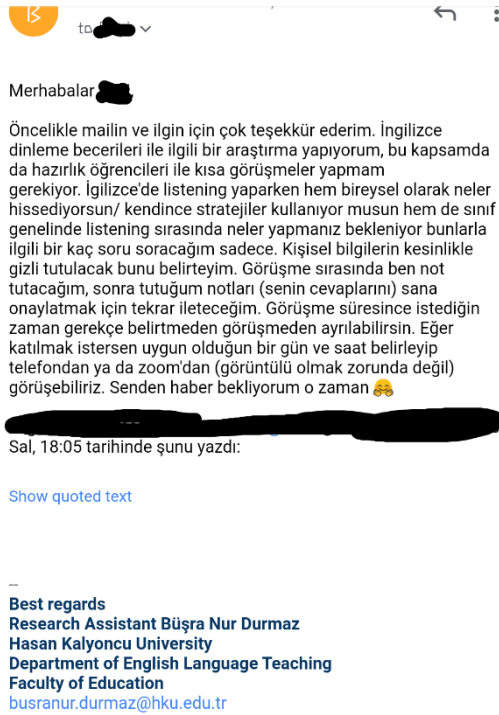 B
to
Merhabalar
Öncelikle mailin ve ilgin için çok teşekkür ederim. İngilizce
dinleme becerileri ile ilgili bir araştırma yapıyorum, bu kapsamda
da hazırlık öğrencileri ile kısa görüşmeler yapmam
gerekiyor. İgilizce'de listening yaparken hem bireysel olarak neler
hissediyorsun/ kendince stratejiler kullanıyor musun hem de sınıf
genelinde listening sırasında neler yapmanız bekleniyor bunlarla
ilgili bir kaç soru soracağım sadece. Kişisel bilgilerin kesinlikle
gizli tutulacak bunu belirteyim. Görüşme sırasında ben not
tutacağım, sonra tutuğum notları (senin cevaplarını) sana
onaylatmak için tekrar ileteceğim. Görüşme süresince istediğin
zaman gerekçe belirtmeden görüşmeden ayrılabilirsin. Eğer
katılmak istersen uygun olduğun bir gün ve saat belirleyip
telefondan ya da zoom'dan (görüntülü olmak zorunda değil)
görüşebiliriz. Senden haber bekliyorum o zaman 🤗
Sal, 18:05 tarihinde şunu yazdı:
Show quoted text
--
Best regards
Research Assistant Büşra Nur Durmaz
Hasan Kalyoncu University
Department of English Language Teaching
Faculty of Education
busranur.durmaz@hku.edu.tr